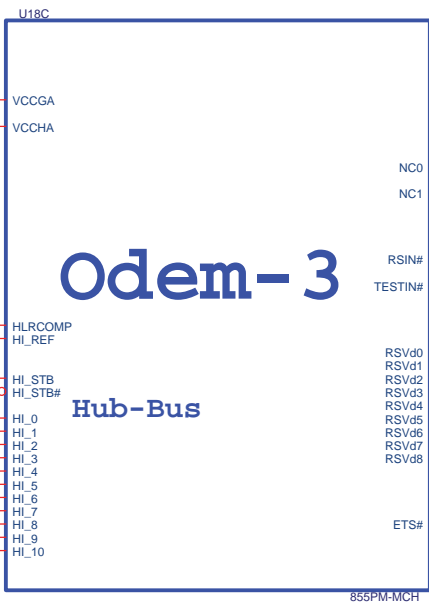 U18C
VCCGA
VCCHA
NC0
NC1
Odem-3
RSIN#
TESTIN#
HLRCOMP
HI_REF
RSVd0
RSVd1
HI_STB
RSVd2
HI_STB#
RSVd3
Hub-Bus
RSVd4
HI_0
RSVd5
HI_1
RSVd6
HI_2
RSVd7
HI_3
RSVd8
HI_4
HI_5
HI_6
HI_7
HI_8
ETS#
HI_9
HI_10
855PM-MCH